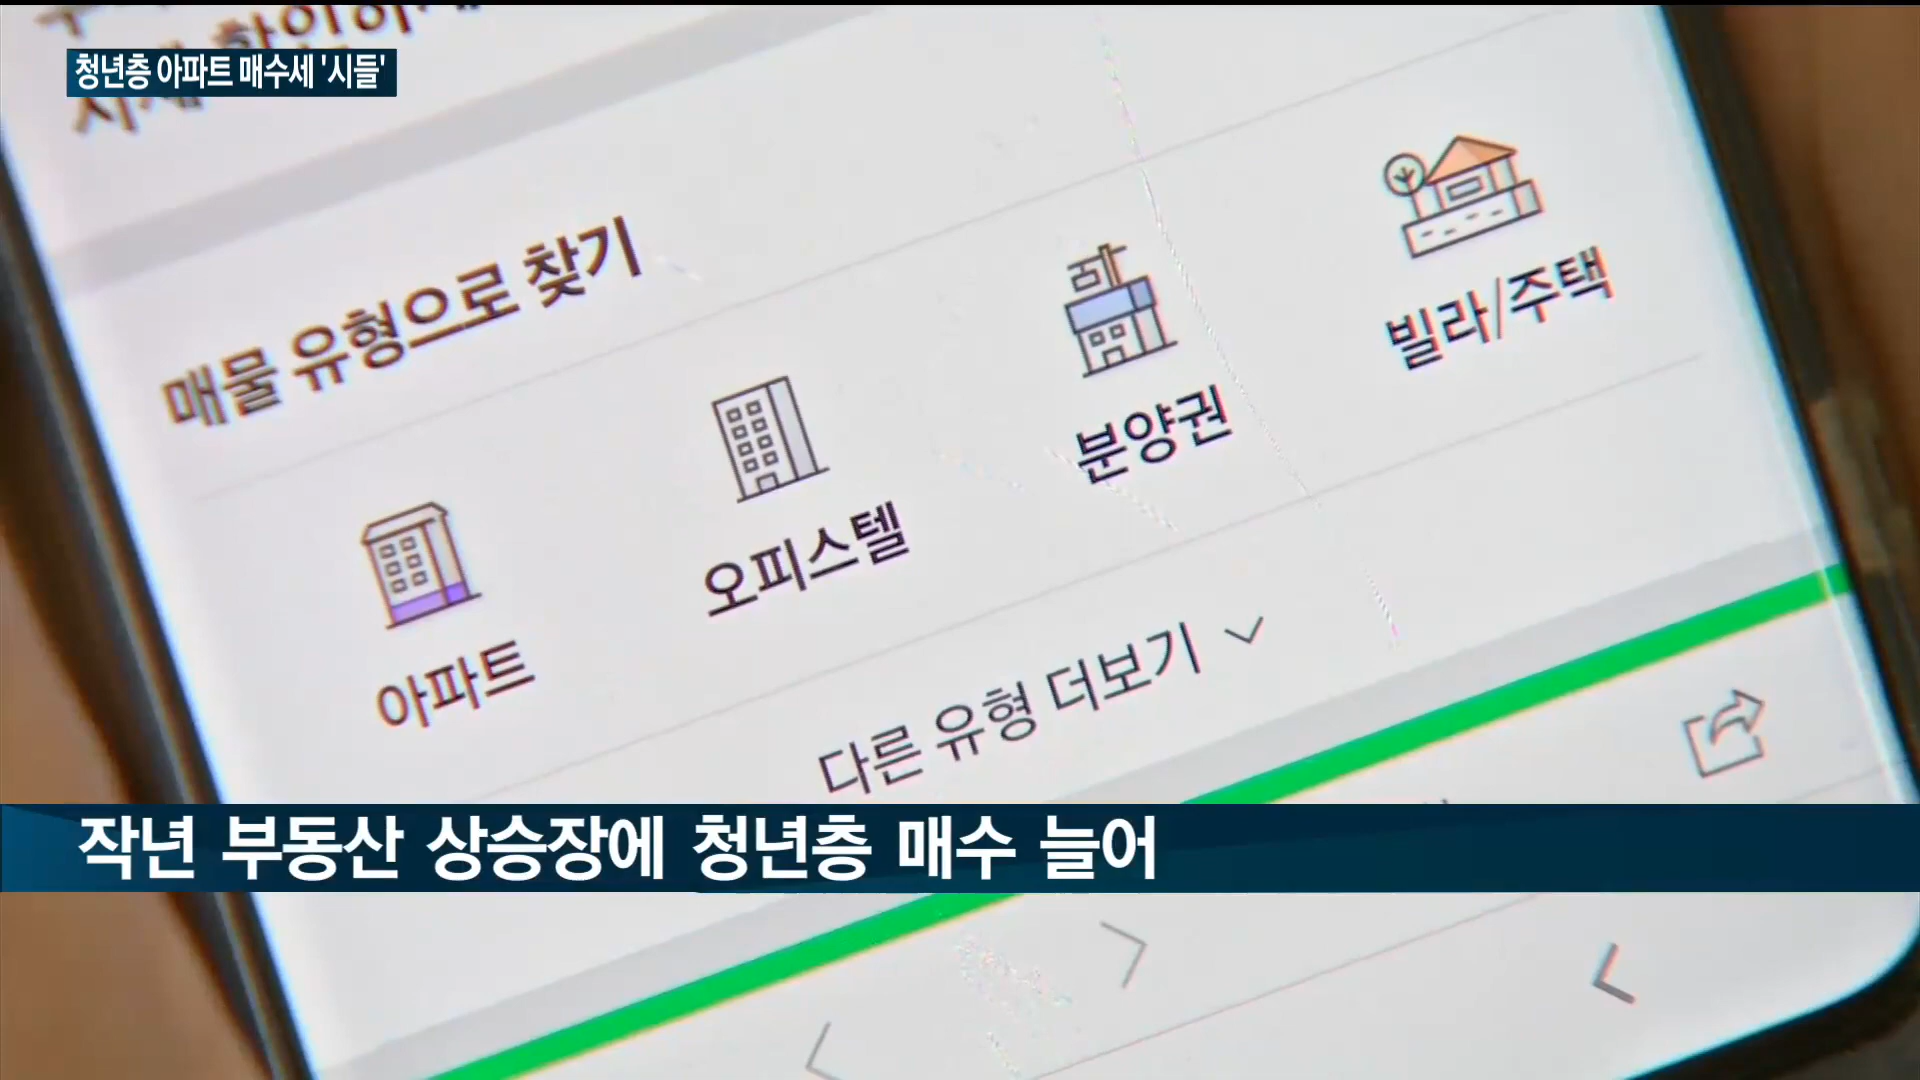 청년층 아파트 매수세 '시들'
매물 유형으로 찾기
아파트
오피스텔
분양권
빌라/주택
다른 유형 더보기
작년 부동산 상승장에 청년층 매수 늘어